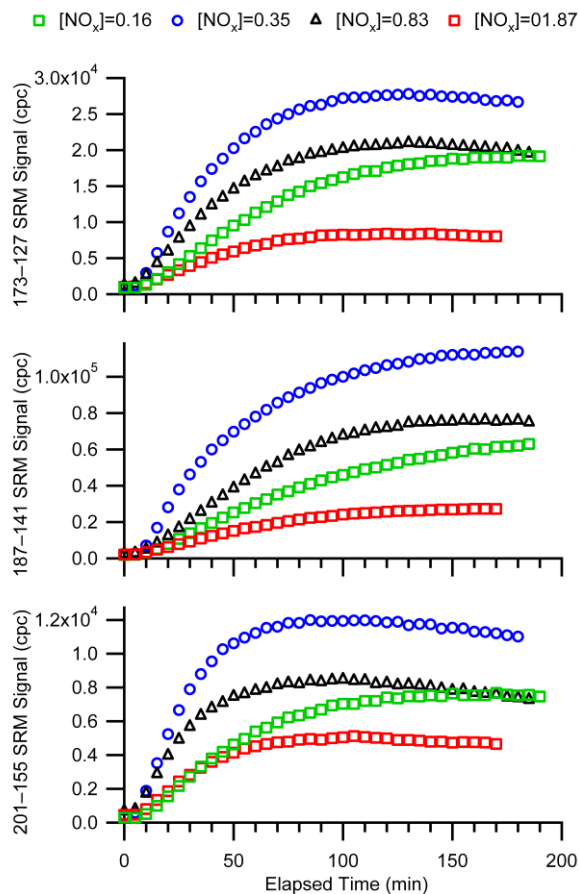 [NOₓ]=0.16 [NOₓ]=0.35 [NOₓ]=0.83 [NOₓ]=01.87
173–127 SRM Signal (cpc)
3.0x10⁴
2.5
2.0
1.5
1.0
0.5
0.0
187–141 SRM Signal (cpc)
1.0x10⁵
0.8
0.6
0.4
0.2
0.0
201–155 SRM Signal (cpc)
1.2x10⁴
1.0
0.8
0.6
0.4
0.2
0.0
0 50 100 150 200
Elapsed Time (min)